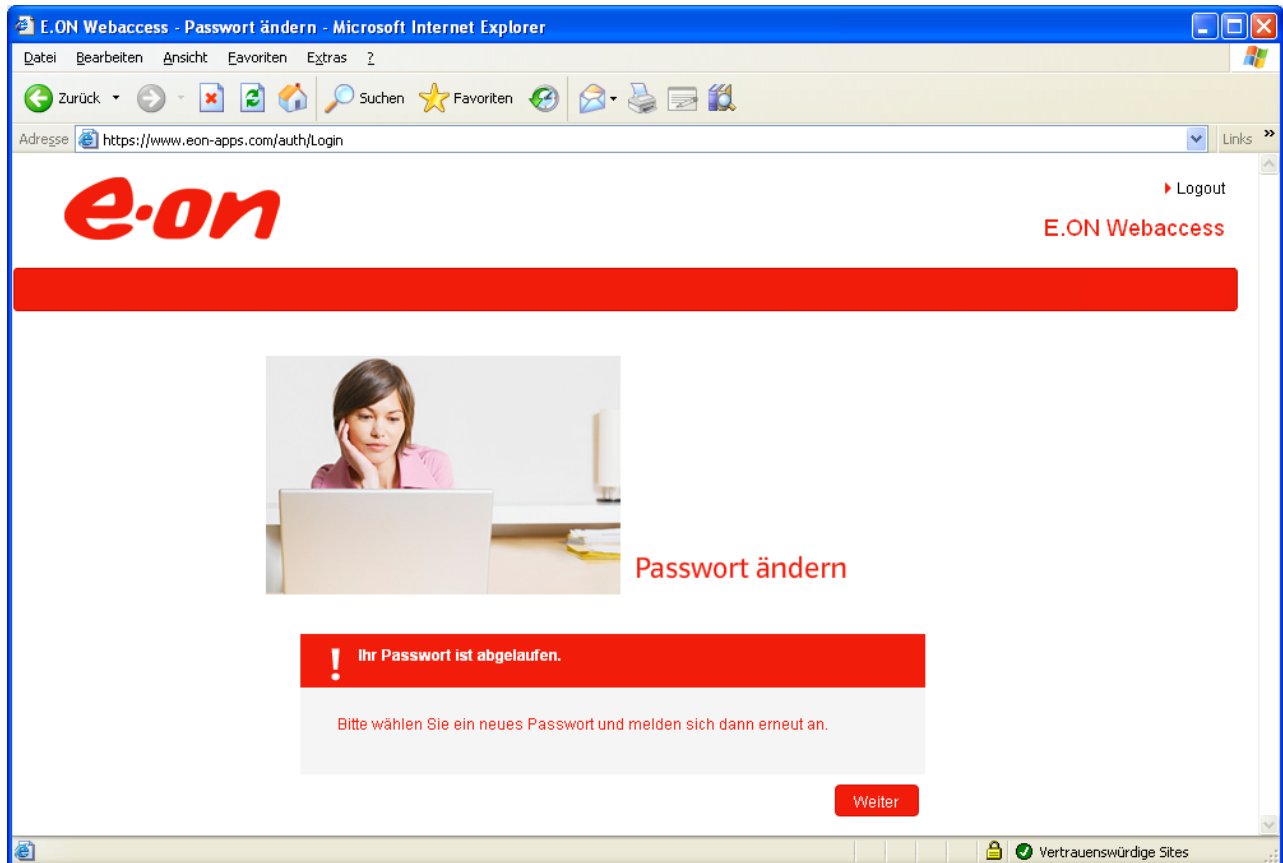 E.ON Webaccess - Passwort ändern - Microsoft Internet Explorer
Datei Bearbeiten Ansicht Favoriten Extras ?
Zurück Suchen Favoriten
Adresse https://www.eon-apps.com/auth/Login Links »
e·on
Logout
E.ON Webaccess
Passwort ändern
! Ihr Passwort ist abgelaufen.
Bitte wählen Sie ein neues Passwort und melden sich dann erneut an.
Weiter
Vertrauenswürdige Sites